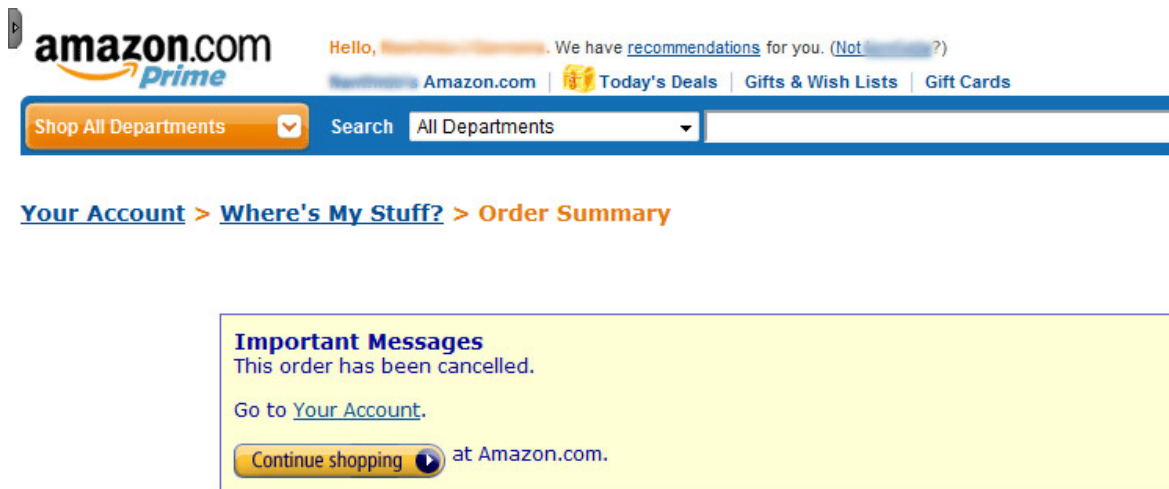 amazon.com
Prime
Hello, . We have recommendations for you. (Not ?)
Amazon.com | Today's Deals | Gifts & Wish Lists | Gift Cards
Shop All Departments Search All Departments
Your Account > Where's My Stuff? > Order Summary
Important Messages
This order has been cancelled.
Go to Your Account.
Continue shopping at Amazon.com.